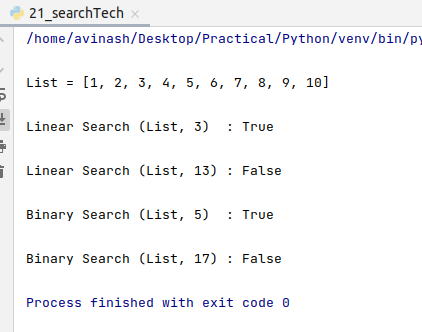 21_searchTech
/home/avinash/Desktop/Practical/Python/venv/bin/py
List = [1, 2, 3, 4, 5, 6, 7, 8, 9, 10]
Linear Search (List, 3)  : True
Linear Search (List, 13) : False
Binary Search (List, 5)  : True
Binary Search (List, 17) : False
Process finished with exit code 0